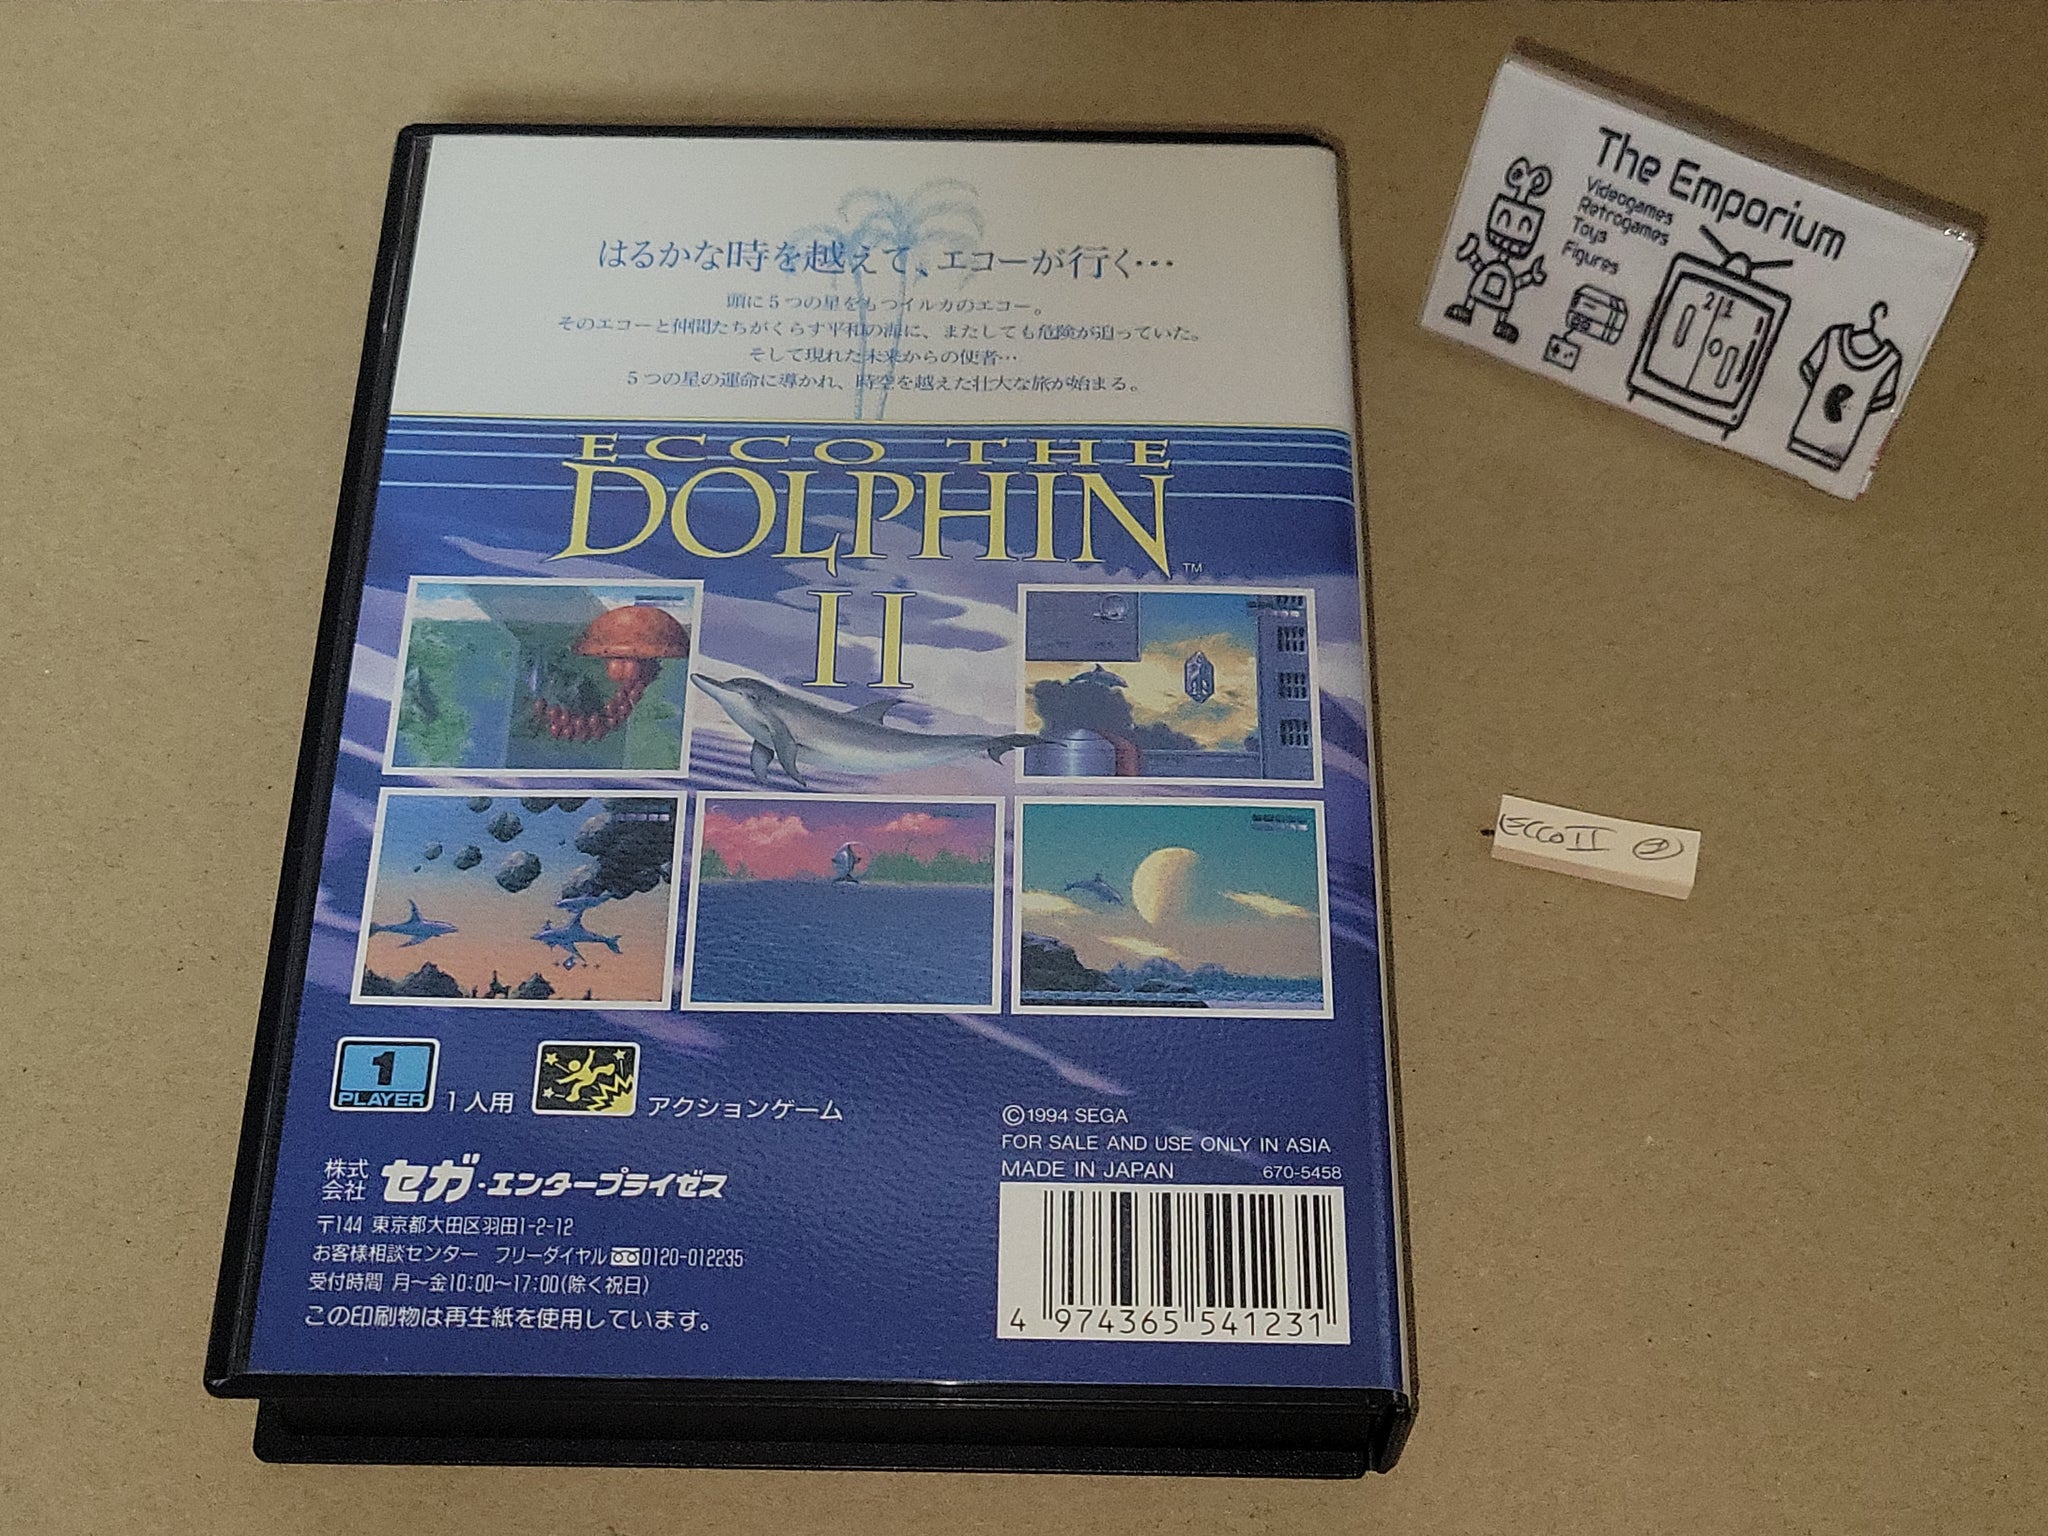 はるかな時を越えて、エコーが行く…
頭に5つの星をもつイルカのエコー。
そのエコーと仲間たちがくらす平和の海に、またしても危険が迫っていた。
そして現れた未来からの使者…
5つの星の運命に導かれ、時空を越えた壮大な旅が始まる。
ECCO THE
DOLPHIN™
II
1
PLAYER
1人用
アクションゲーム
株式会社 セガ・エンタープライゼス
〒144 東京都大田区羽田1-2-12
お客様相談センター フリーダイヤル 0120-012235
受付時間 月〜金10:00〜17:00(除く祝日)
この印刷物は再生紙を使用しています。
©1994 SEGA
FOR SALE AND USE ONLY IN ASIA
MADE IN JAPAN 670-5458
4 974365 541231
The Emporium
Videogames
Retrogames
Toys
Figures
21
ECCO II